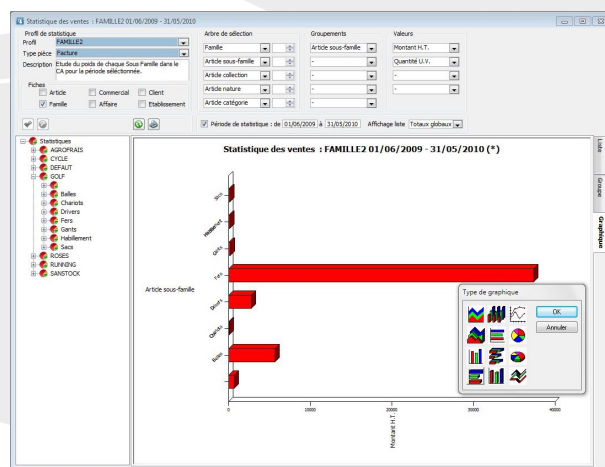 Statistique des ventes : FAMILLE2 01/06/2009 - 31/05/2010
Profil de statistique
Profil FAMILLE2
Type pièce Facture
Description Etude du poids de chaque Sous Famille dans le CA pour la période séléctionnée.
Fiches
Article Commercial Client
Famille Affaire Etablissement
Arbre de sélection
Famille
Article sous-famille
Article collection
Article nature
Article catégorie
Groupements
Article sous-famille
-
-
-
-
Valeurs
Montant H.T.
Quantité U.V.
-
-
Période de statistique : de 01/06/2009 à 31/05/2010 Affichage liste Totaux globaux
Statistiques
AGROFRAIS
CYCLE
DEFAUT
GOLF
Balles
Chariots
Drivers
Fers
Gants
Habillement
Sacs
ROSES
RUNNING
SANSTOCK
Statistique des ventes : FAMILLE2 01/06/2009 - 31/05/2010 (*)
Sacs
Habillement
Gants
Fers
Drivers
Chariots
Balles
Article sous-famille
0 10000 20000 30000 40000
Montant H.T.
Type de graphique
OK
Annuler
Liste
Groupe
Graphique